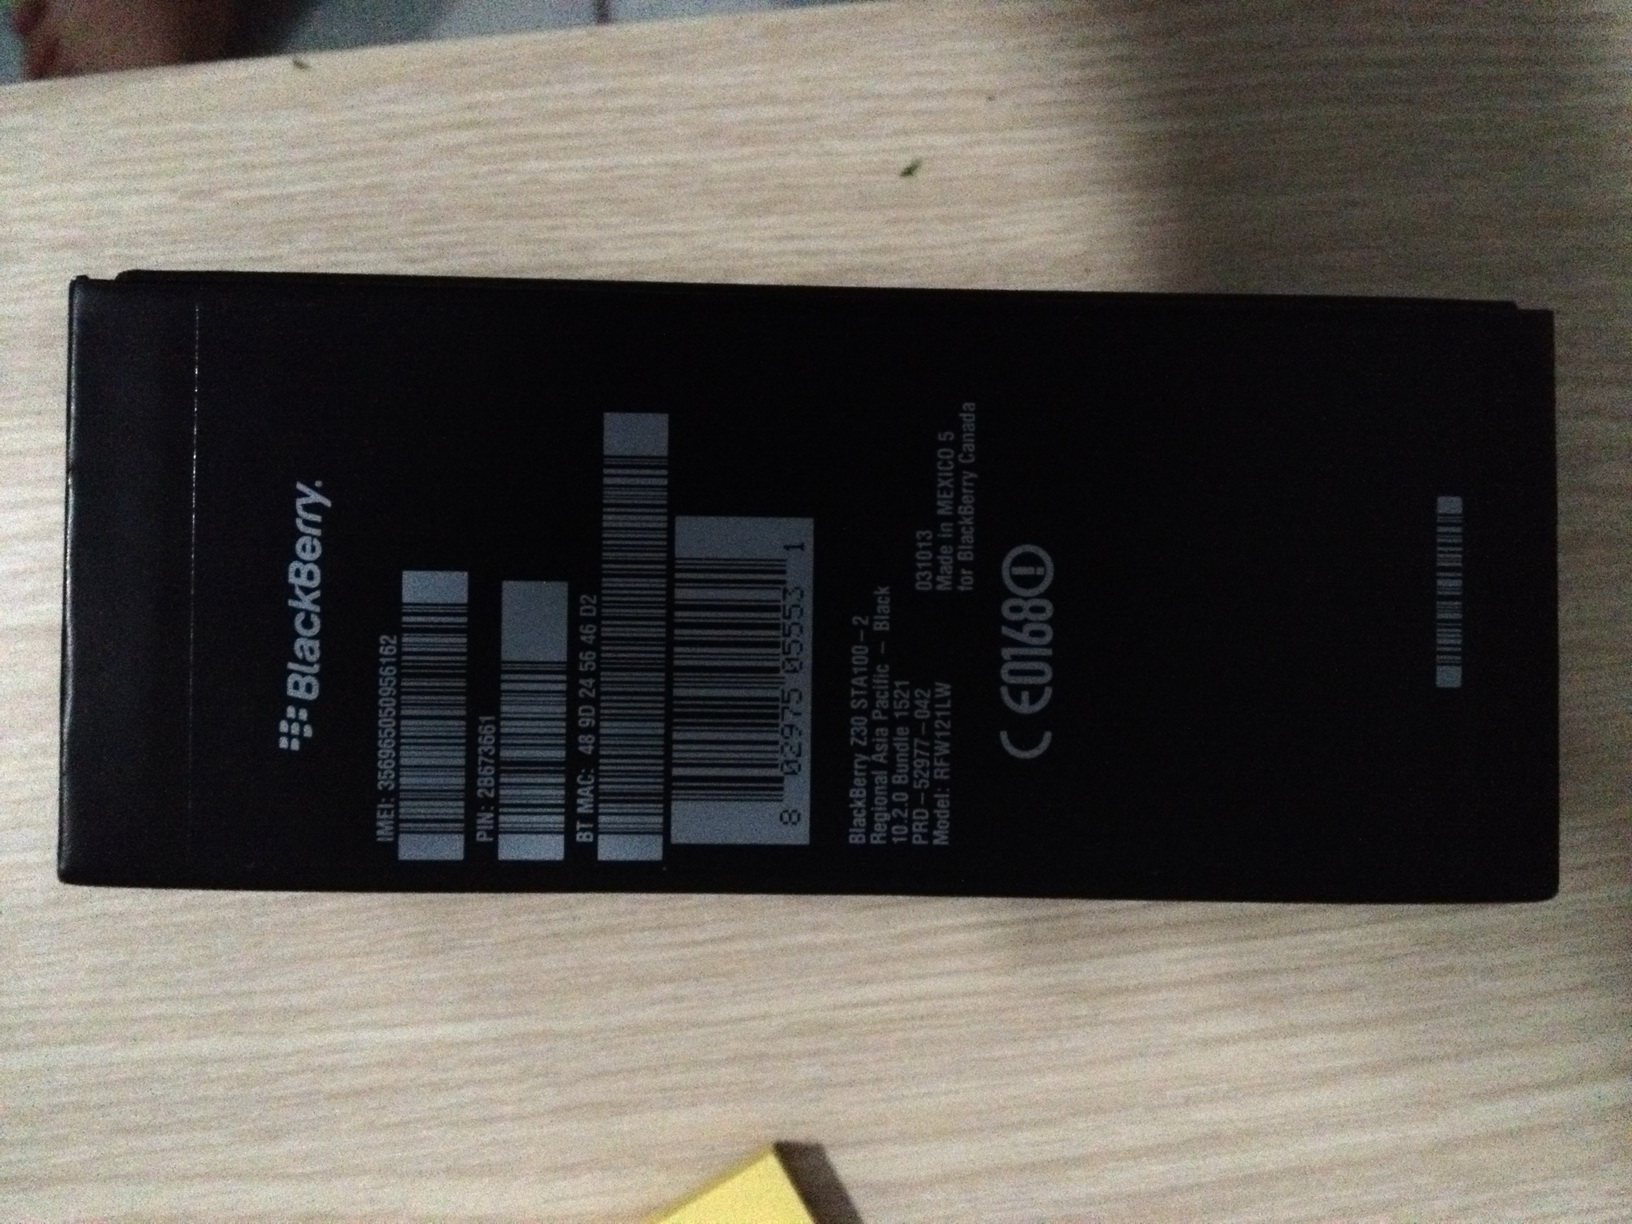 BlackBerry.
IMEI: 356965050956162
PIN: 2B673661
BT MAC: 48 9D 24 56 46 D2
8 02975 05553 1
BlackBerry Z30 STA100-2
Regional Asia Pacific - Black
10.2.0 Bundle 1521
PRD-52977-042
Model: RFW121LW
031013
Made in MEXICO 5
for BlackBerry Canada
CE0168